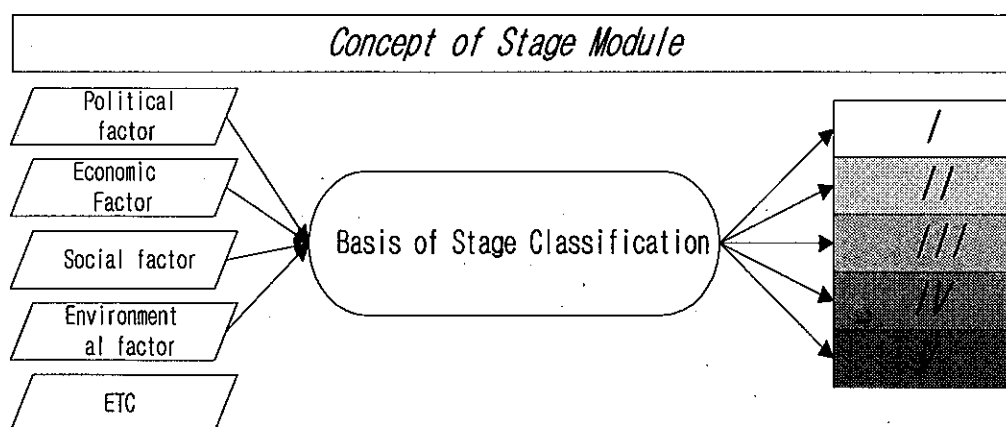 Concept of Stage Module
Political
factor
Economic
Factor
Social factor
Environment
al factor
ETC
Basis of Stage Classification
I
II
III
IV